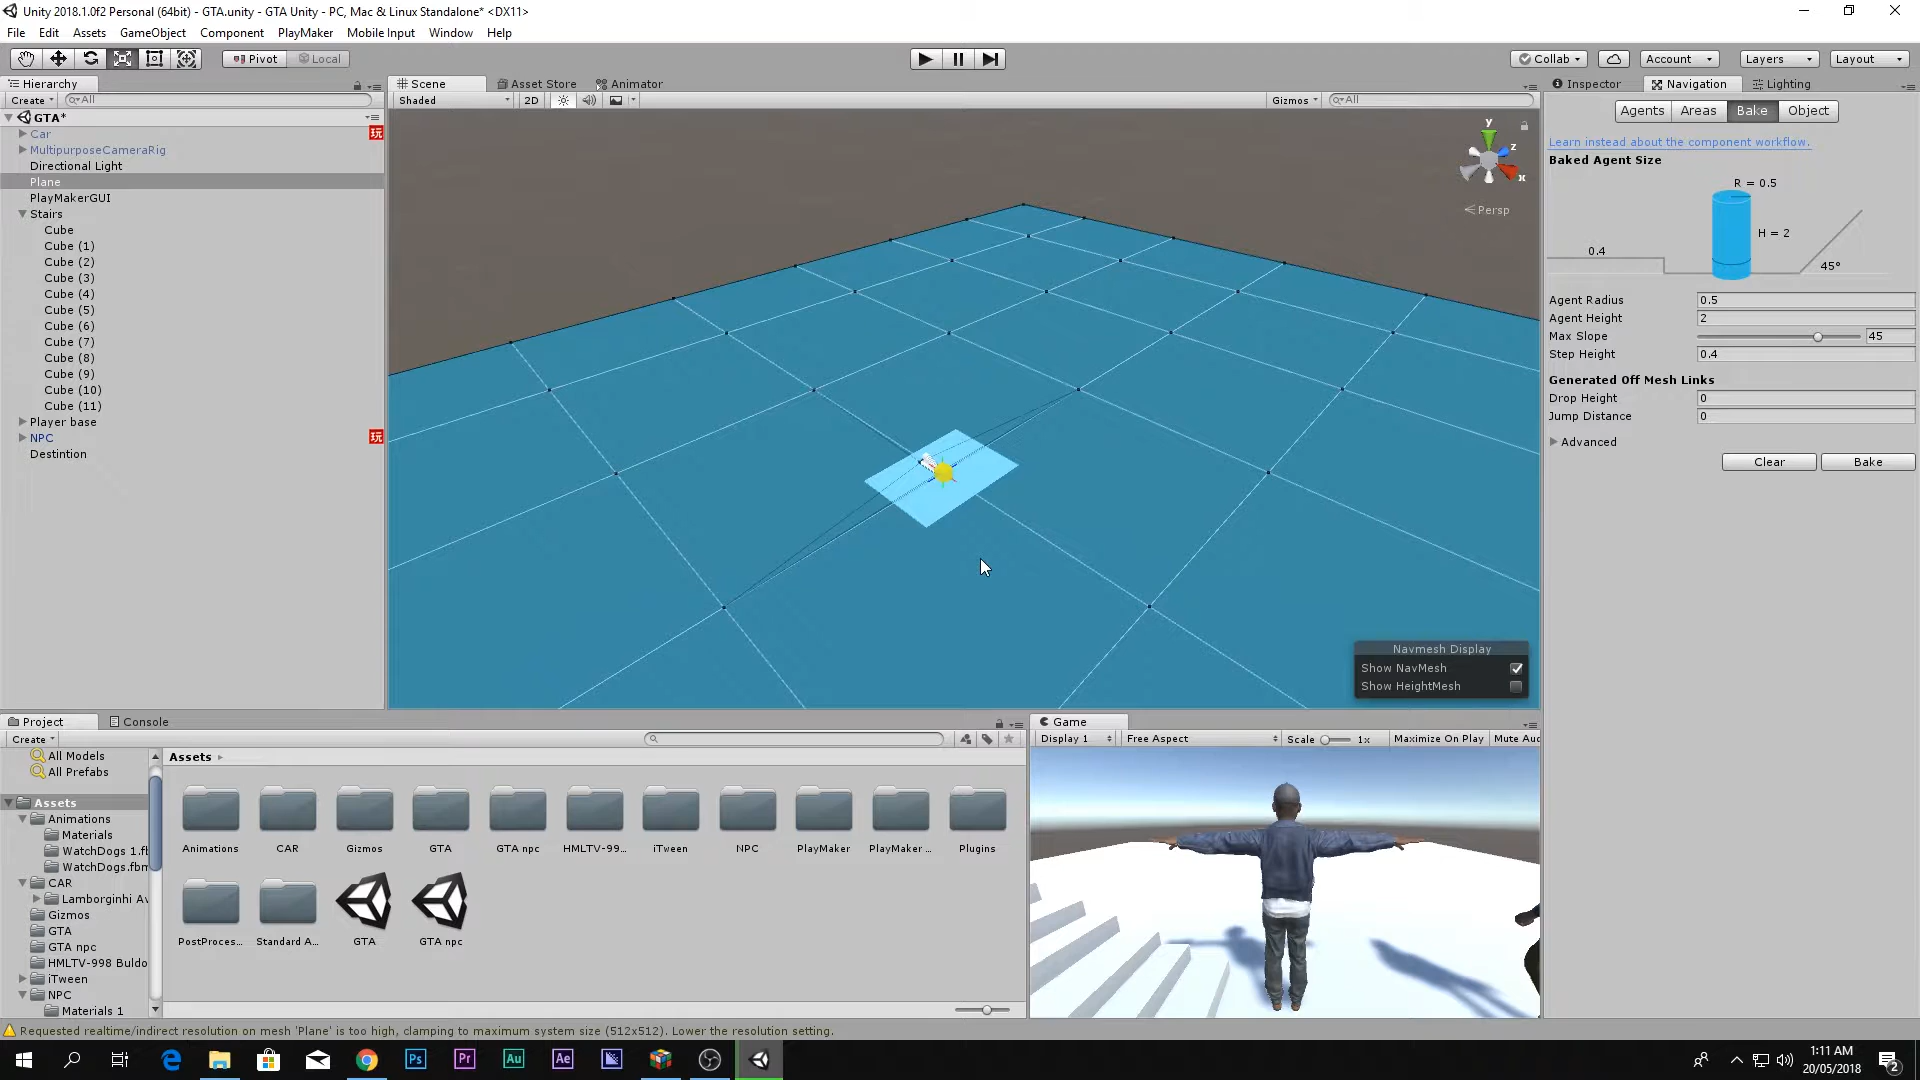 Unity 2018.1.0f2 Personal (64bit) - GTA.unity - GTA Unity - PC, Mac & Linux Standalone* <DX11>
File Edit Assets GameObject Component PlayMaker Mobile Input Window Help
Pivot Local Collab Account Layers Layout
Hierarchy Scene Asset Store Animator Inspector Navigation Lighting
Create All Shaded 2D Gizmos All
GTA*
Car 玩
MultipurposeCameraRig
Directional Light
Plane
PlayMakerGUI
Stairs
Cube
Cube (1)
Cube (2)
Cube (3)
Cube (4)
Cube (5)
Cube (6)
Cube (7)
Cube (8)
Cube (9)
Cube (10)
Cube (11)
Player base
NPC 玩
Destintion
y
z
x
Persp
Navmesh Display
Show NavMesh
Show HeightMesh
Agents Areas Bake Object
Learn instead about the component workflow.
Baked Agent Size
R = 0.5
H = 2
0.4
45°
Agent Radius 0.5
Agent Height 2
Max Slope 45
Step Height 0.4
Generated Off Mesh Links
Drop Height 0
Jump Distance 0
Advanced
Clear Bake
Project Console
Create
All Models
All Prefabs
Assets
Animations
Materials
WatchDogs 1.fb
WatchDogs.fbm
CAR
Lamborginhi Av
Gizmos
GTA
GTA npc
HMLTV-998 Buldo
iTween
NPC
Materials 1
Assets
Animations CAR Gizmos GTA GTA npc HMLTV-99... iTween NPC PlayMaker PlayMaker ... Plugins
PostProces... Standard A... GTA GTA npc
Game
Display 1 Free Aspect Scale 1x Maximize On Play Mute Aud
Requested realtime/indirect resolution on mesh 'Plane' is too high, clamping to maximum system size (512x512). Lower the resolution setting.
Ps Pr Au Ae
1:11 AM
20/05/2018
2